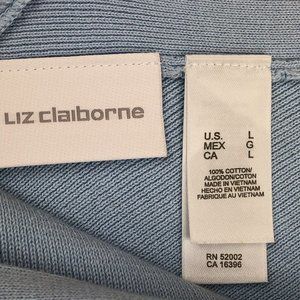 LIZ claiborne
U.S. L
MEX G
CA L
100% COTTON/
ALGODON/COTON
MADE IN VIETNAM
HECHO EN VIETNAM
FABRIQUE AU VIETNAM
RN 52002
CA 16396